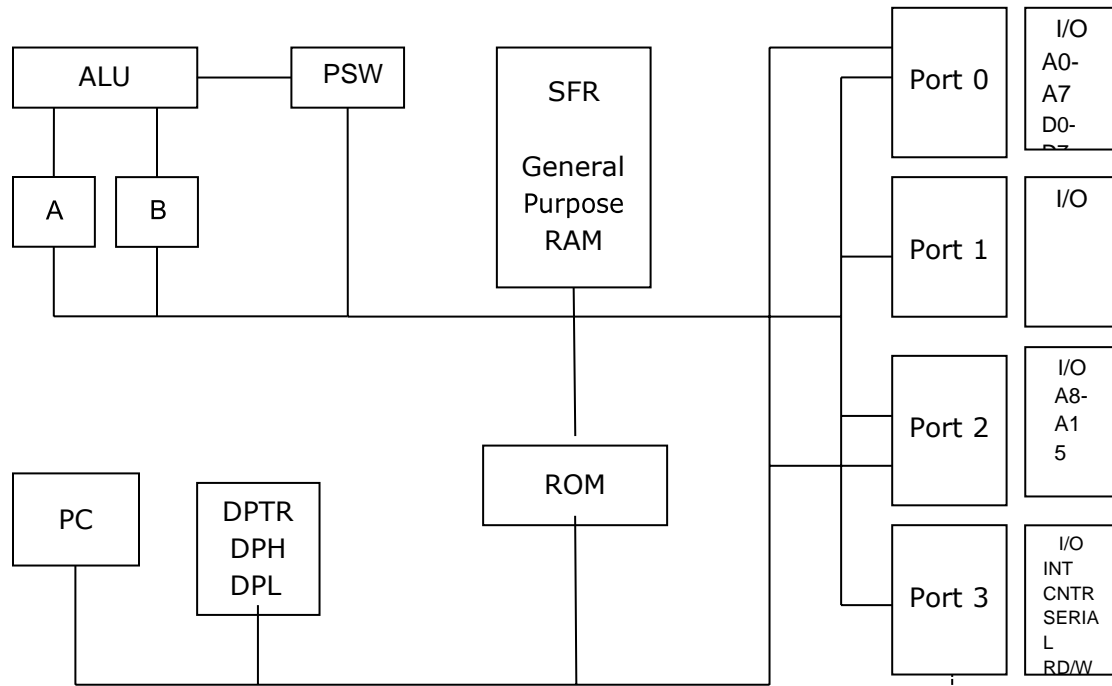 ALU
PSW
SFR
General
Purpose
RAM
Port 0
I/O
A0-
A7
D0-
A
B
Port 1
I/O
Port 2
I/O
A8-
A1
5
PC
DPTR
DPH
DPL
ROM
Port 3
I/O
INT
CNTR
SERIA
L
RD/W